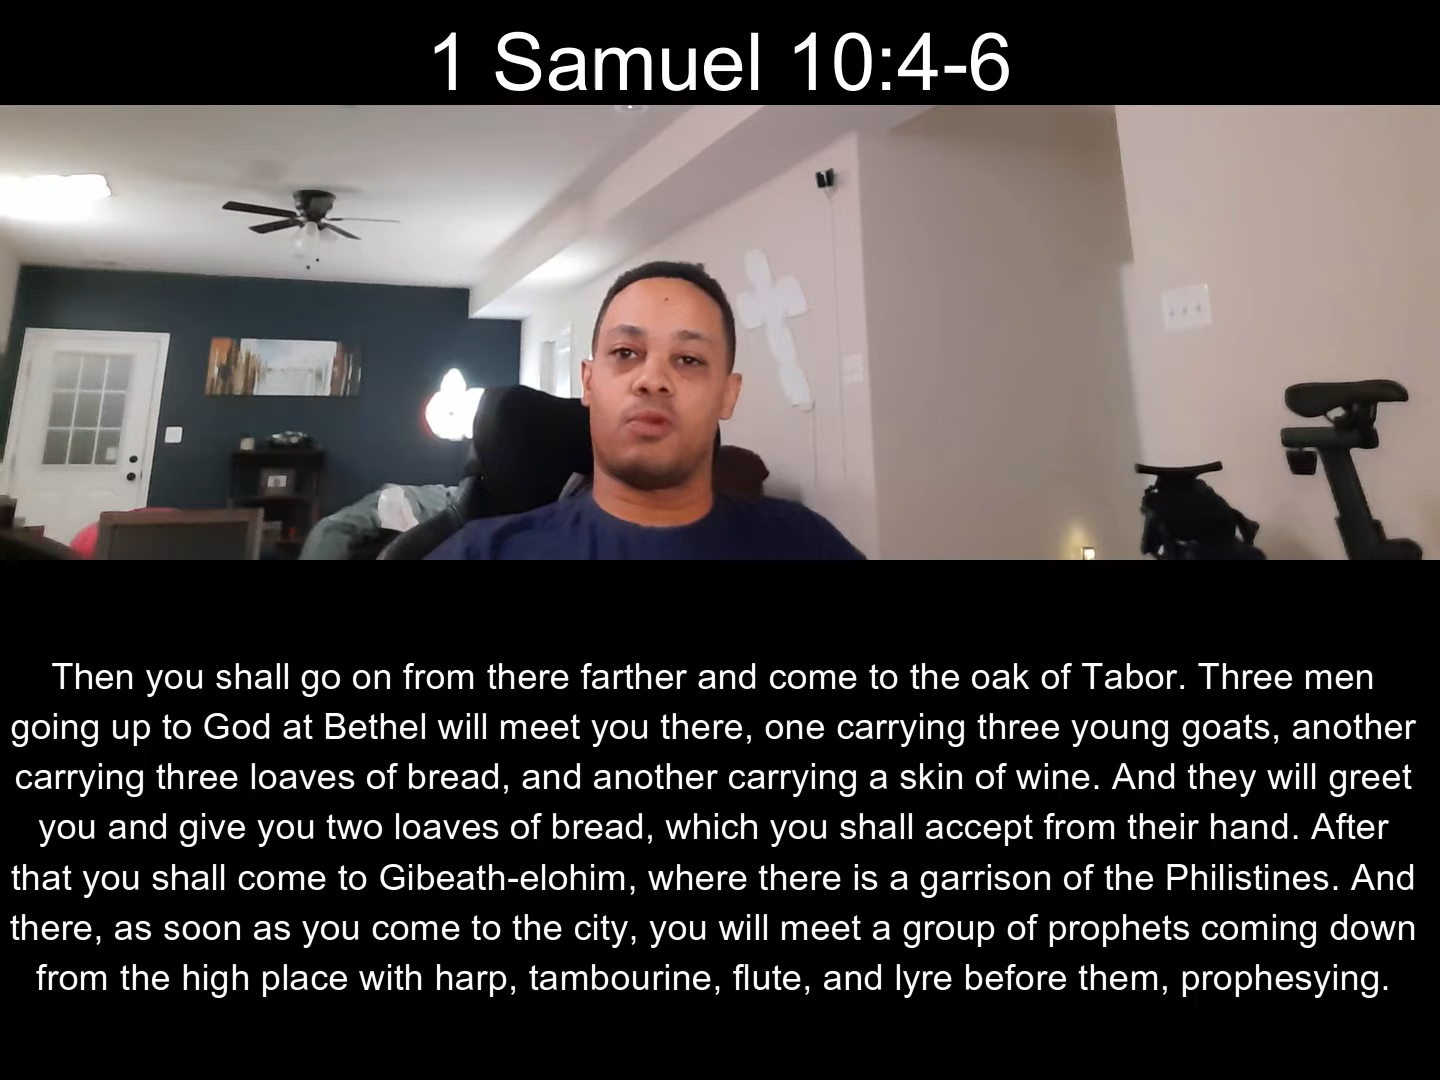 1 Samuel 10:4-6
Then you shall go on from there farther and come to the oak of Tabor. Three men
going up to God at Bethel will meet you there, one carrying three young goats, another
carrying three loaves of bread, and another carrying a skin of wine. And they will greet
you and give you two loaves of bread, which you shall accept from their hand. After
that you shall come to Gibeath-elohim, where there is a garrison of the Philistines. And
there, as soon as you come to the city, you will meet a group of prophets coming down
from the high place with harp, tambourine, flute, and lyre before them, prophesying.